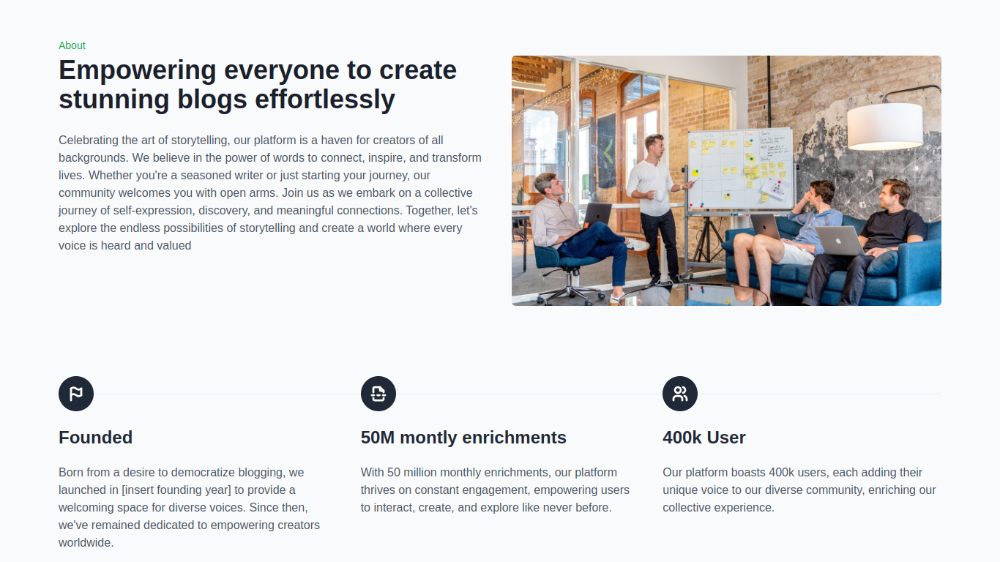 About
Empowering everyone to create
stunning blogs effortlessly
Celebrating the art of storytelling, our platform is a haven for creators of all
backgrounds. We believe in the power of words to connect, inspire, and transform
lives. Whether you're a seasoned writer or just starting your journey, our
community welcomes you with open arms. Join us as we embark on a collective
journey of self-expression, discovery, and meaningful connections. Together, let's
explore the endless possibilities of storytelling and create a world where every
voice is heard and valued
Founded
Born from a desire to democratize blogging, we
launched in [insert founding year] to provide a
welcoming space for diverse voices. Since then,
we've remained dedicated to empowering creators
worldwide.
50M montly enrichments
With 50 million monthly enrichments, our platform
thrives on constant engagement, empowering users
to interact, create, and explore like never before.
400k User
Our platform boasts 400k users, each adding their
unique voice to our diverse community, enriching our
collective experience.